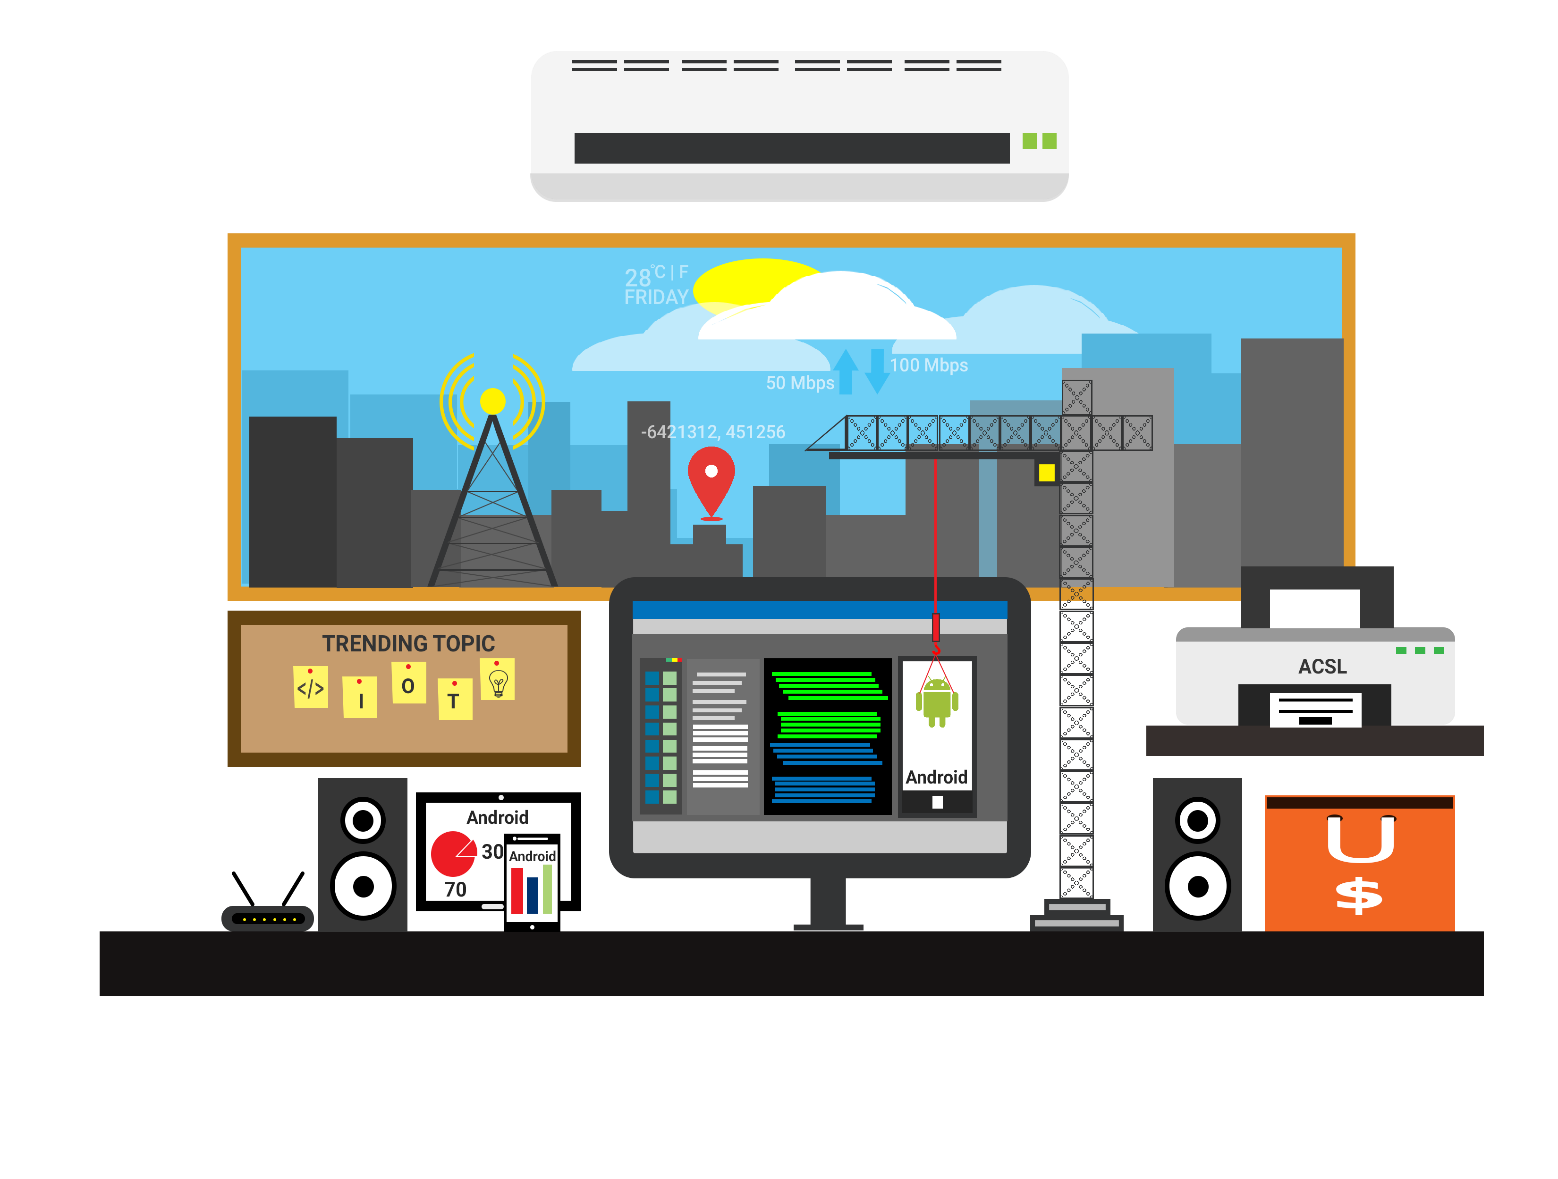 28°C | F
FRIDAY
50 Mbps
100 Mbps
-6421312, 451256
TRENDING TOPIC
</>
I
O
T
ACSL
Android
Android
30
70
Android
$